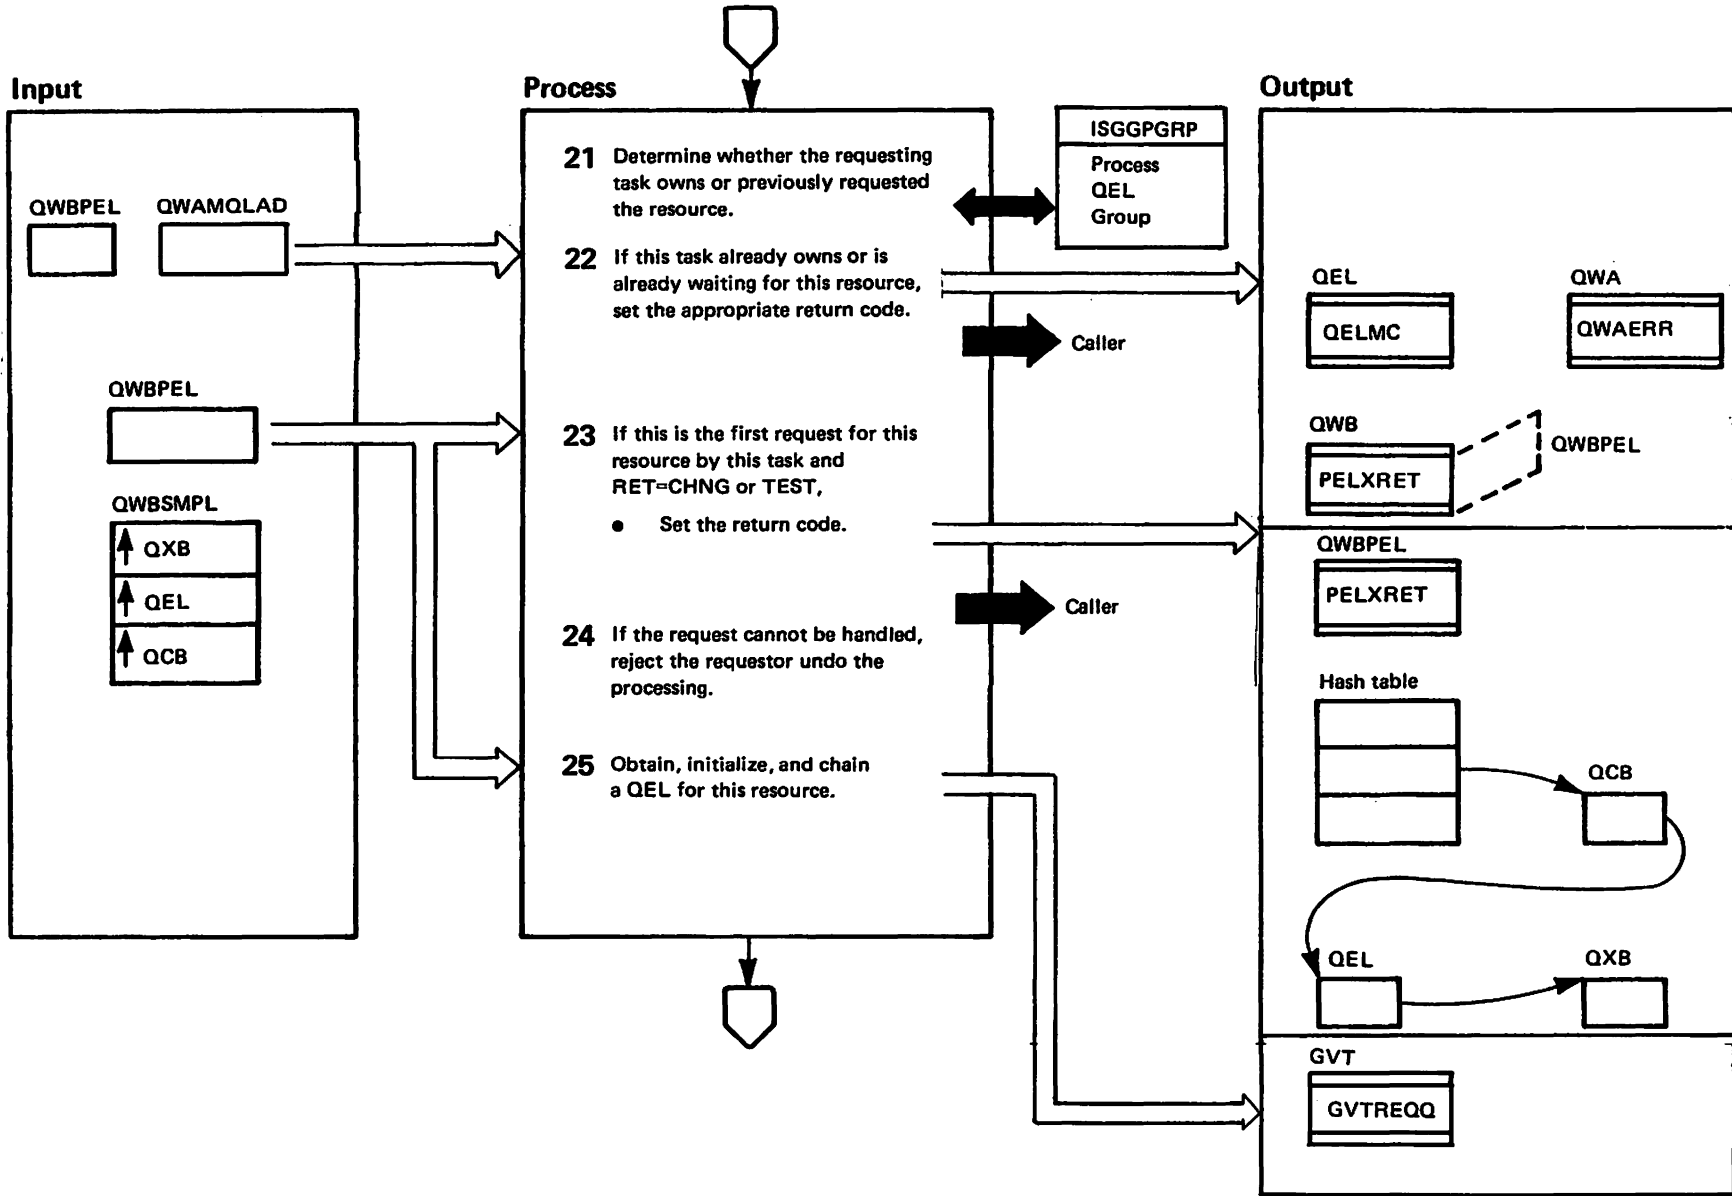 Input
QWBPEL
QWAMQLAD
QWBPEL
QWBSMPL
QXB
QEL
QCB
Process
21 Determine whether the requesting
task owns or previously requested
the resource.
22 If this task already owns or is
already waiting for this resource,
set the appropriate return code.
23 If this is the first request for this
resource by this task and
RET=CHNG or TEST,
● Set the return code.
24 If the request cannot be handled,
reject the requestor undo the
processing.
25 Obtain, initialize, and chain
a QEL for this resource.
ISGGPGRP
Process
QEL
Group
Caller
Caller
Output
QEL
QELMC
QWA
QWAERR
QWB
PELXRET
QWBPEL
QWBPEL
PELXRET
Hash table
QCB
QEL
QXB
GVT
GVTREQQ